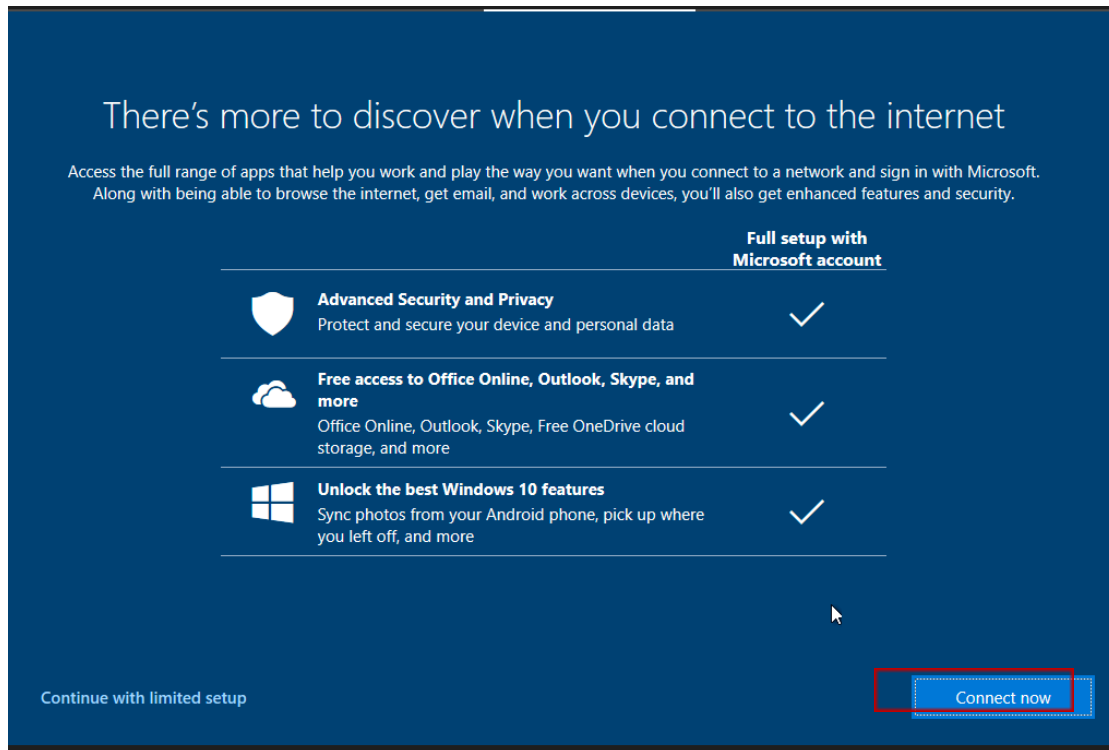 There’s more to discover when you connect to the internet
Access the full range of apps that help you work and play the way you want when you connect to a network and sign in with Microsoft.
Along with being able to browse the internet, get email, and work across devices, you’ll also get enhanced features and security.
Full setup with
Microsoft account
Advanced Security and Privacy
Protect and secure your device and personal data
Free access to Office Online, Outlook, Skype, and
more
Office Online, Outlook, Skype, Free OneDrive cloud
storage, and more
Unlock the best Windows 10 features
Sync photos from your Android phone, pick up where
you left off, and more
Continue with limited setup
Connect now